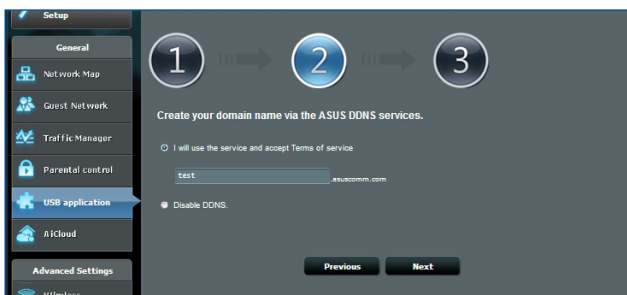 Setup
General
Network Map
Guest Network
Traffic Manager
Parental control
USB application
AiCloud
Advanced Settings
Wireless
1
2
3
Create your domain name via the ASUS DDNS services.
I will use the service and accept Terms of service
test .asuscomm.com
Disable DDNS.
Previous Next